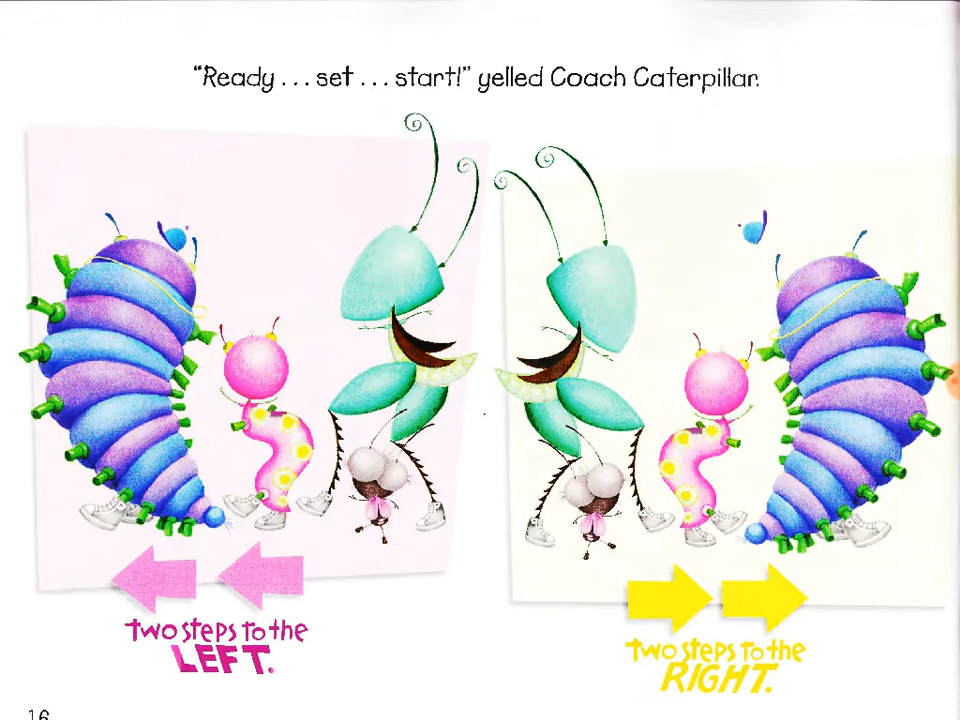 “Ready . . . set . . . start!” yelled Coach Caterpillar.
Two steps to the
LEFT.
Two steps to the
RIGHT.
16